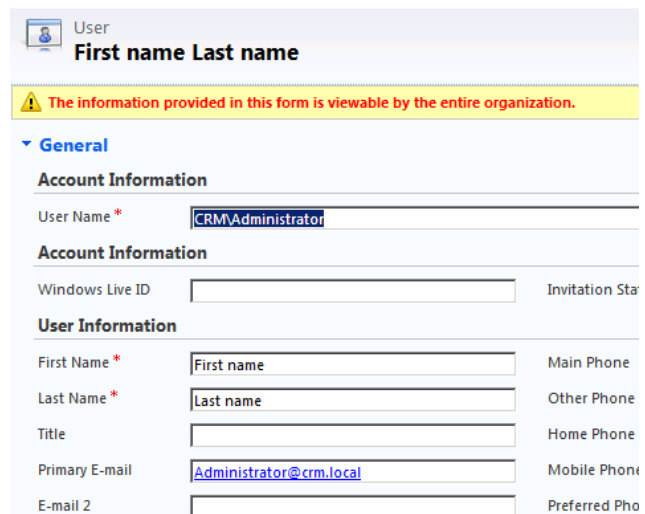 User
First name Last name
The information provided in this form is viewable by the entire organization.
General
Account Information
User Name *
CRM\Administrator
Account Information
Windows Live ID
Invitation Sta
User Information
First Name * First name Main Phone
Last Name * Last name Other Phone
Title Home Phone
Primary E-mail Administrator@crm.local Mobile Phone
E-mail 2 Preferred Pho